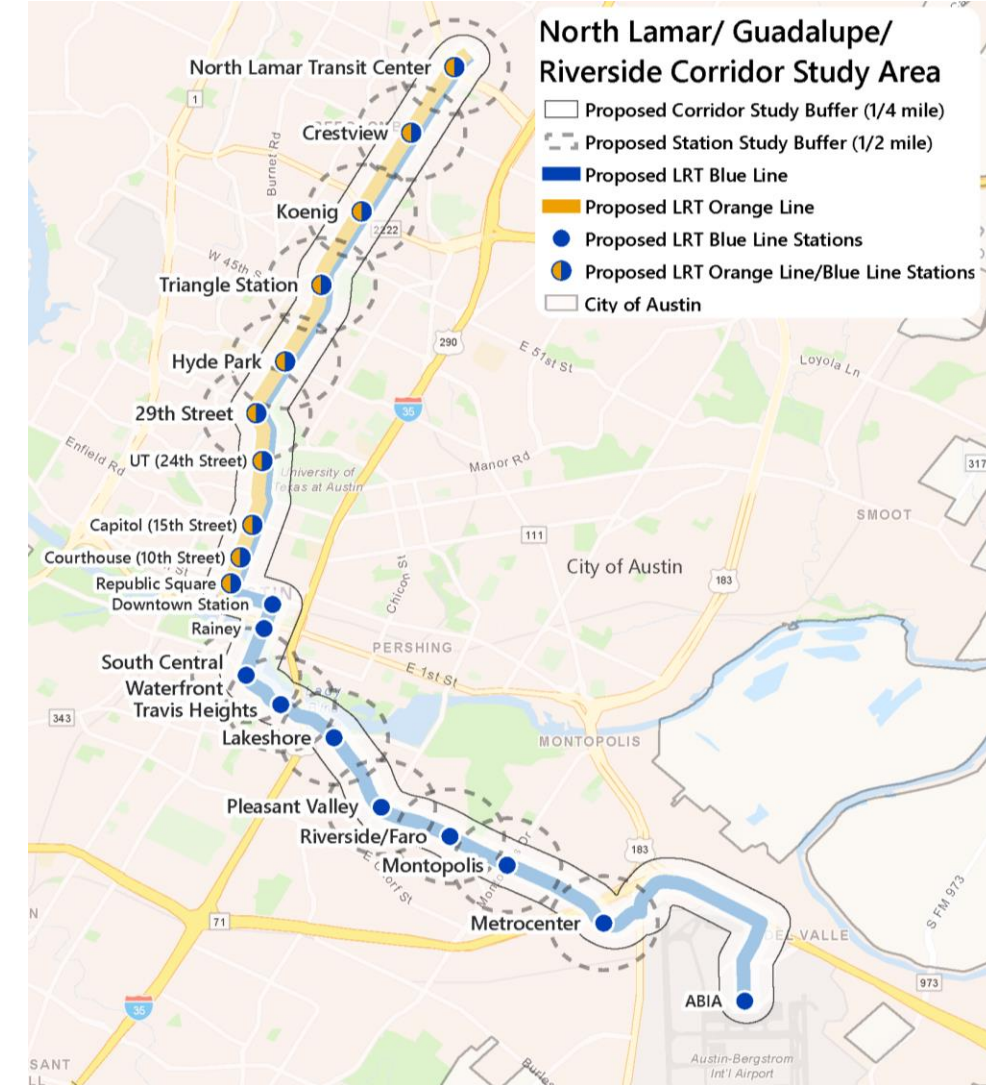 North Lamar/ Guadalupe/
Riverside Corridor Study Area
Proposed Corridor Study Buffer (1/4 mile)
Proposed Station Study Buffer (1/2 mile)
Proposed LRT Blue Line
Proposed LRT Orange Line
Proposed LRT Blue Line Stations
Proposed LRT Orange Line/Blue Line Stations
City of Austin
North Lamar Transit Center
1
Crestview
Burnet Rd
Koenig
2222
W 45th S
Triangle Station
290
E 51st St
Loyola Ln
Hyde Park
35
29th Street
Enfield Rd
UT (24th Street)
Manor Rd
317
University of
Texas at Austin
SMOOT
Capitol (15th Street)
111
Courthouse (10th Street)
City of Austin
183
Republic Square
Chicon St
Downtown Station
Rainey
PERSHING
South Central
Waterfront
E 1st St
Travis Heights
343
Lakeshore
MONTOPOLIS
Pleasant Valley
Riverside/Faro
183
Montopolis
S FM 973
71
Metrocenter
DEL VALLE
973
ABIA
35
Austin-Bergstrom
Int'l Airport
SANT
LL